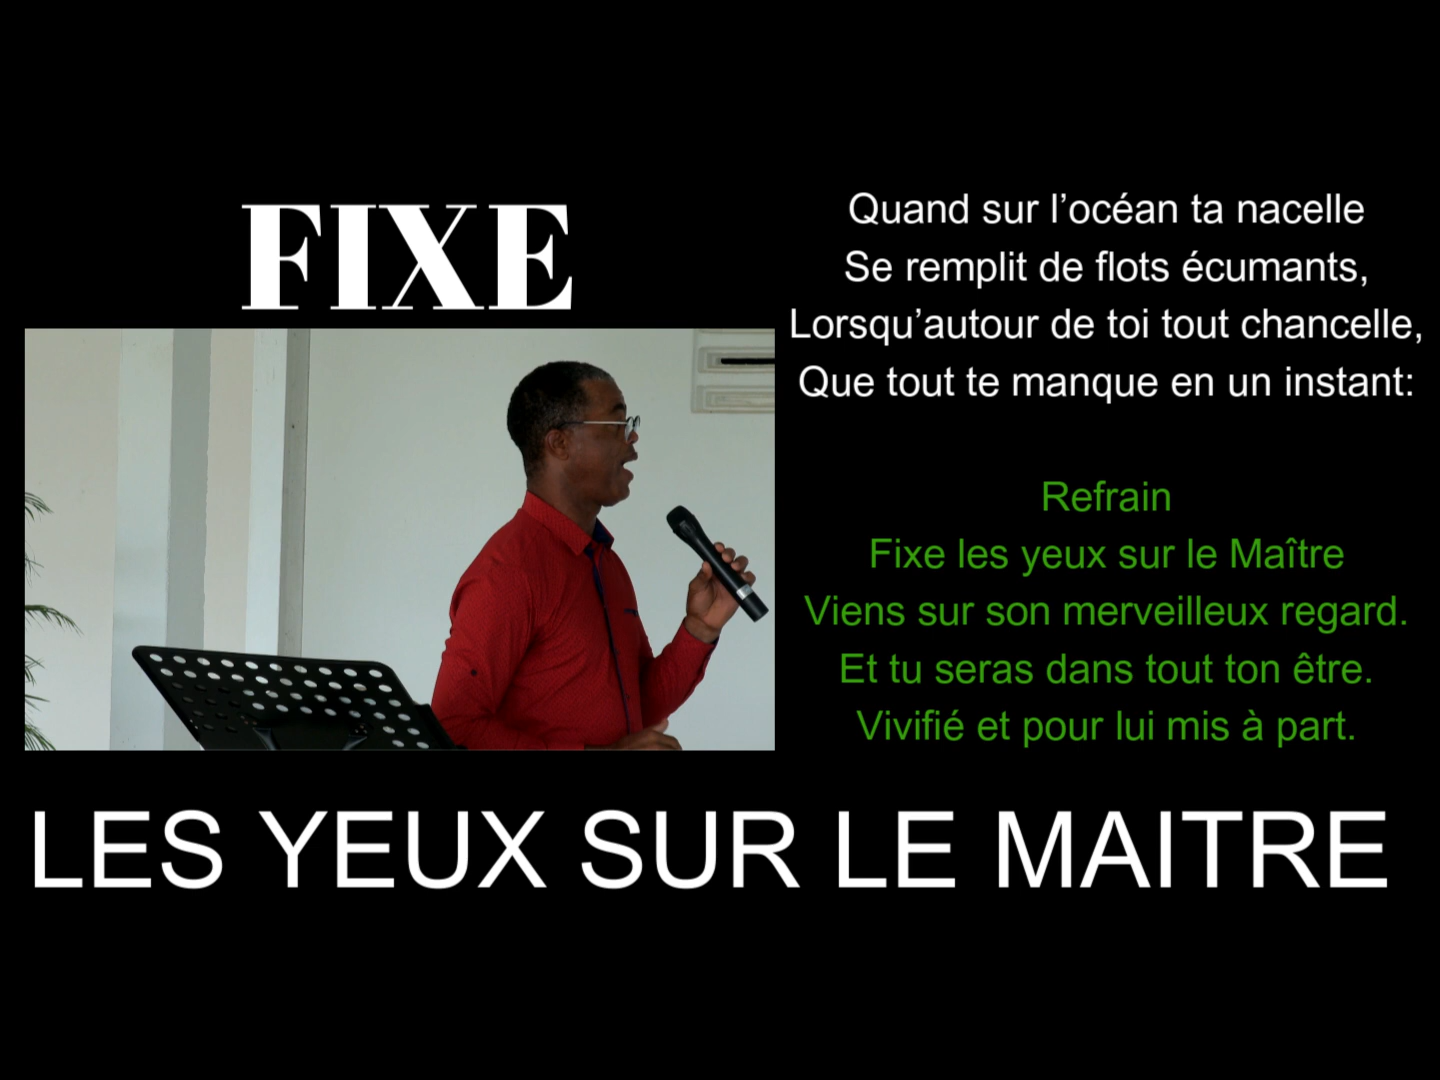 FIXE
Quand sur l’océan ta nacelle
Se remplit de flots écumants,
Lorsqu’autour de toi tout chancelle,
Que tout te manque en un instant:
Refrain
Fixe les yeux sur le Maître
Viens sur son merveilleux regard.
Et tu seras dans tout ton être.
Vivifié et pour lui mis à part.
LES YEUX SUR LE MAITRE